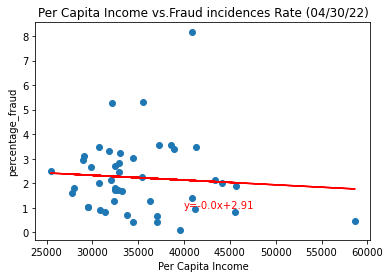 Per Capita Income vs.Fraud incidences Rate (04/30/22)
8
7
6
5
4
3
2
1
0
percentage_fraud
y=-0.0x+2.91
25000 30000 35000 40000 45000 50000 55000 60000
Per Capita Income